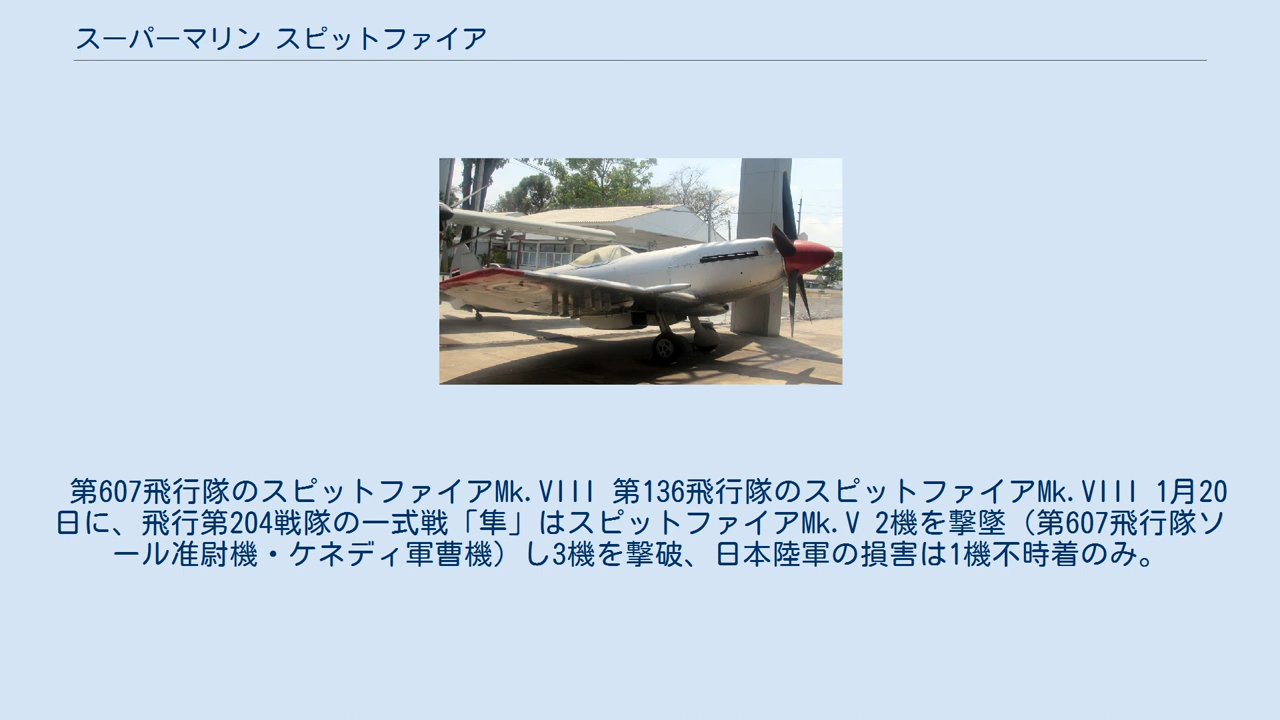 スーパーマリン スピットファイア
第607飛行隊のスピットファイアMk.VIII 第136飛行隊のスピットファイアMk.VIII 1月20
日に、飛行第204戦隊の一式戦「隼」はスピットファイアMk.V 2機を撃墜（第607飛行隊ソ
ール准尉機・ケネディ軍曹機）し3機を撃破、日本陸軍の損害は1機不時着のみ。